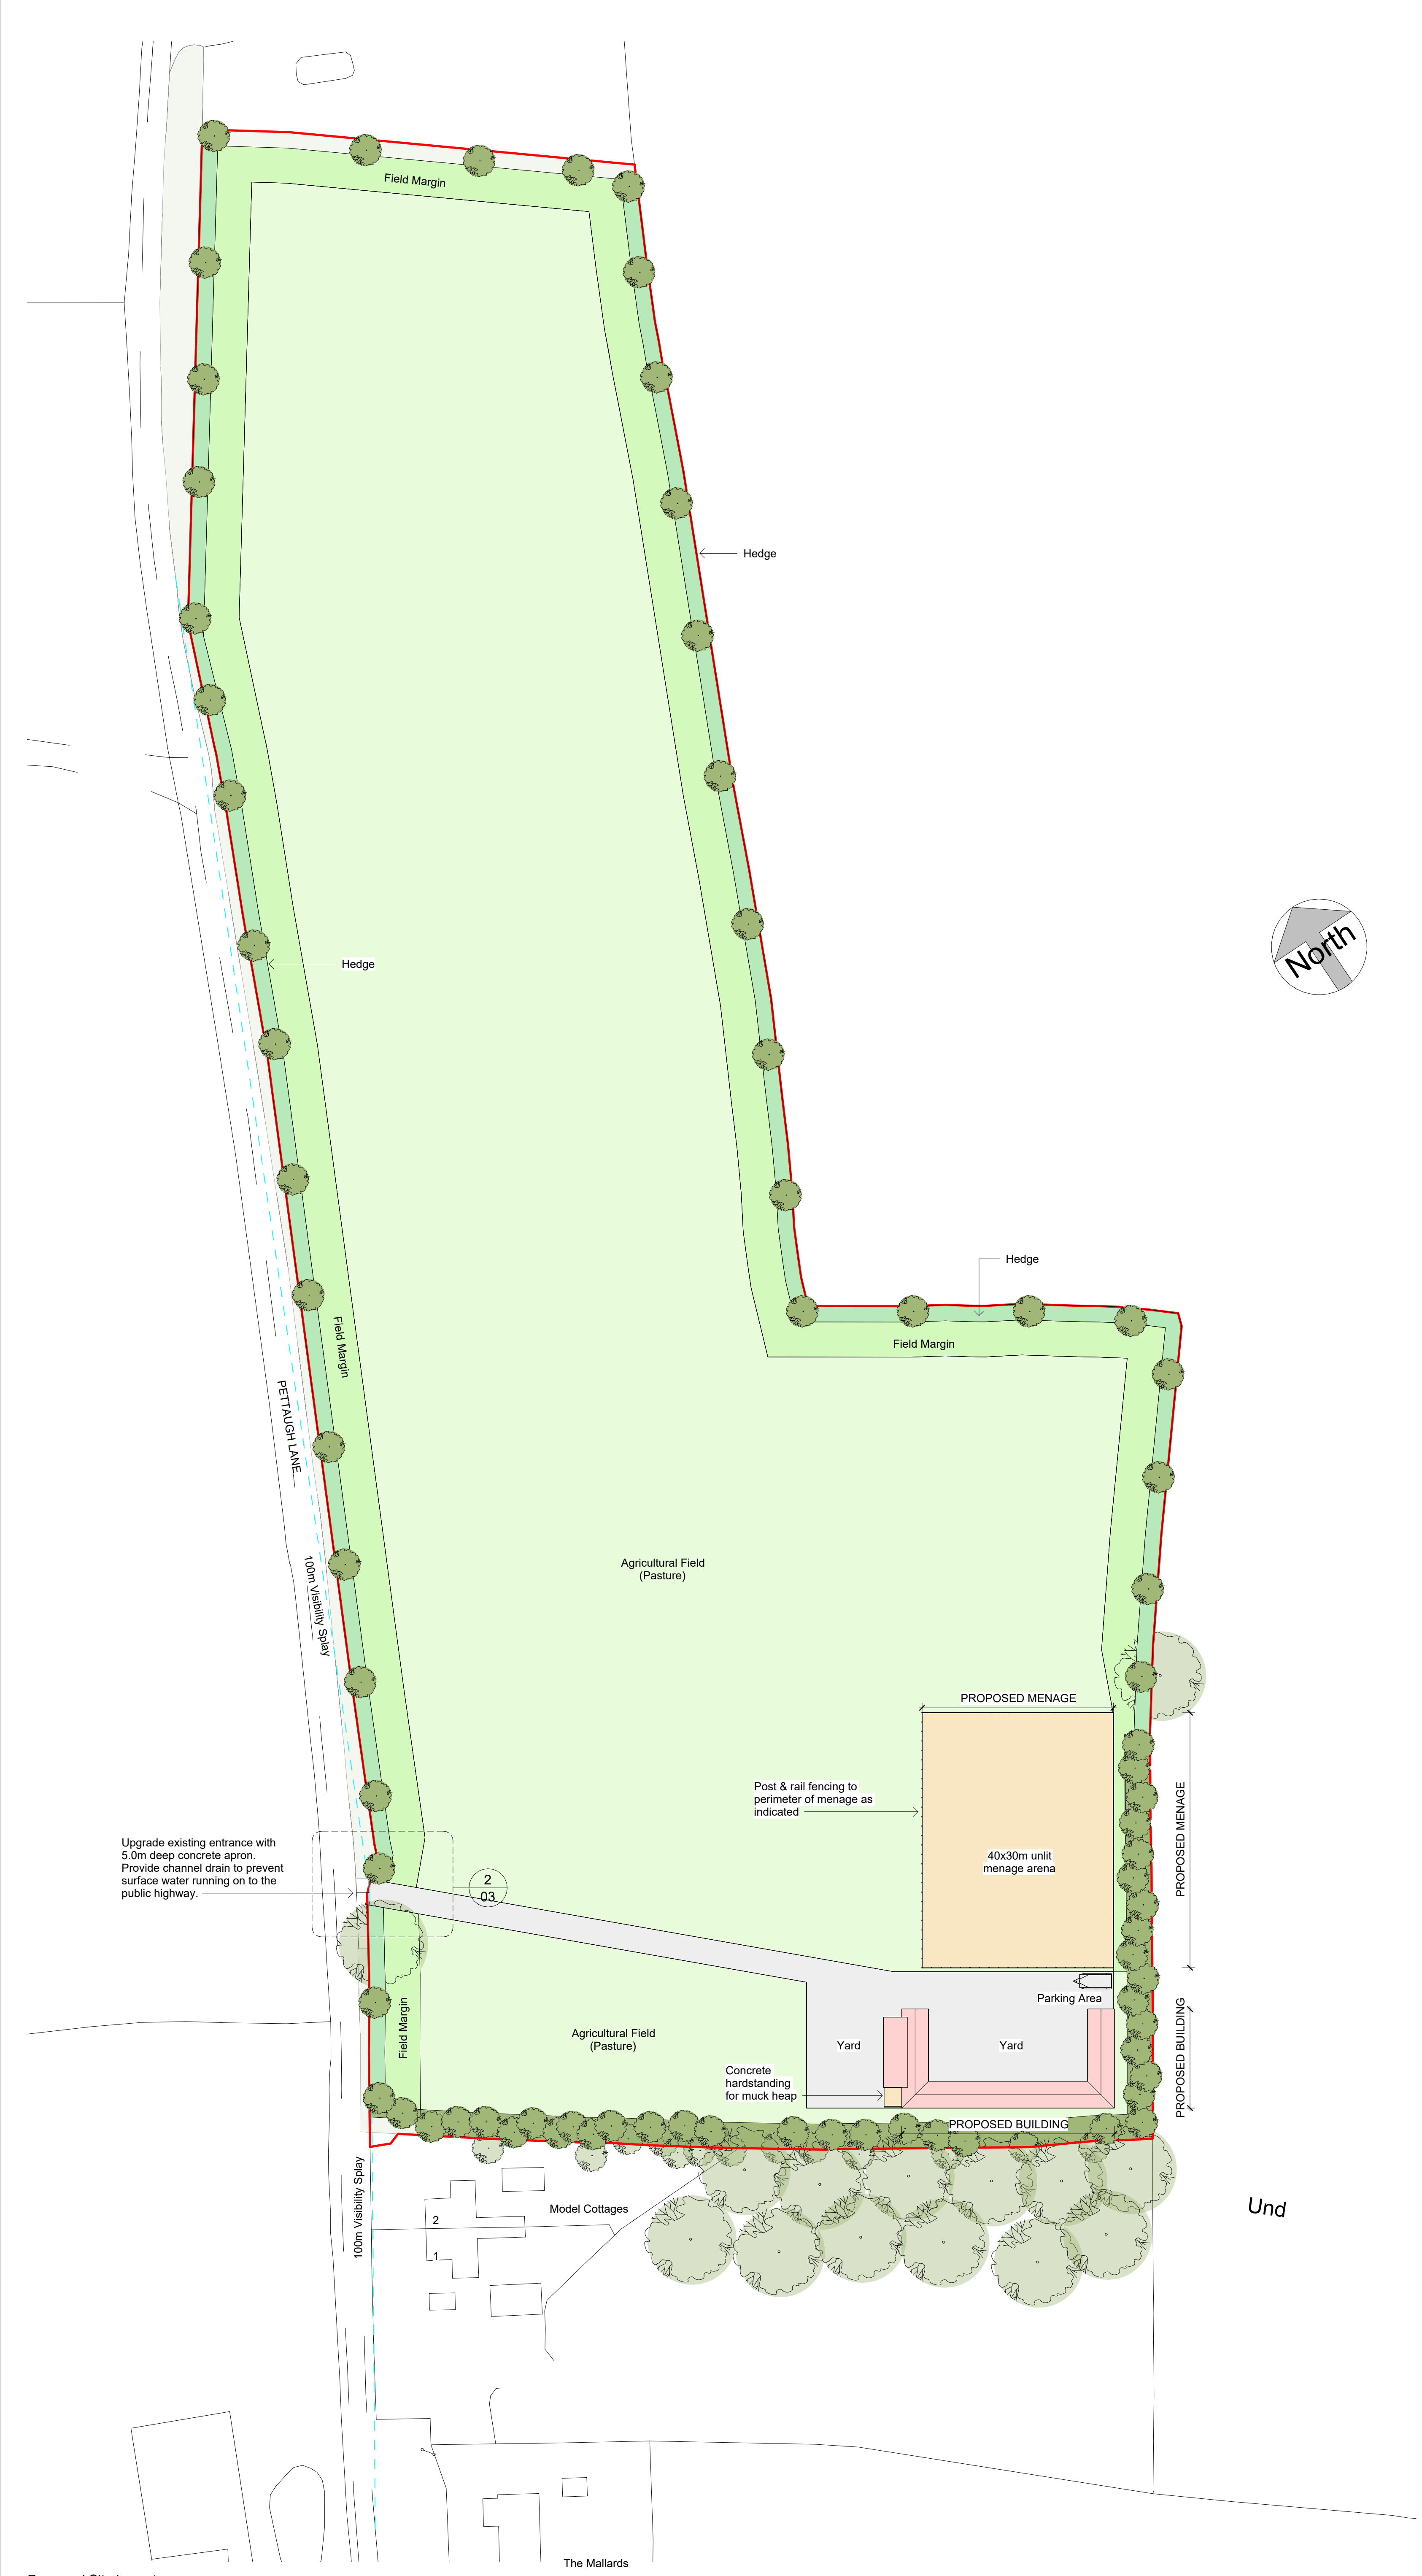 Field Margin
Hedge
North
Hedge
Hedge
Field Margin
Field Margin
PETTAUGH LANE
100m Visibility Splay
Agricultural Field
(Pasture)
PROPOSED MENAGE
Post & rail fencing to
perimeter of menage as
indicated
PROPOSED MENAGE
Upgrade existing entrance with
5.0m deep concrete apron.
Provide channel drain to prevent
surface water running on to the
public highway.
40x30m unlit
menage arena
2
03
Parking Area
Field Margin
Agricultural Field
(Pasture)
Yard
Yard
PROPOSED BUILDING
Concrete
hardstanding
for muck heap
PROPOSED BUILDING
100m Visibility Splay
Model Cottages
2
1
Und
The Mallards